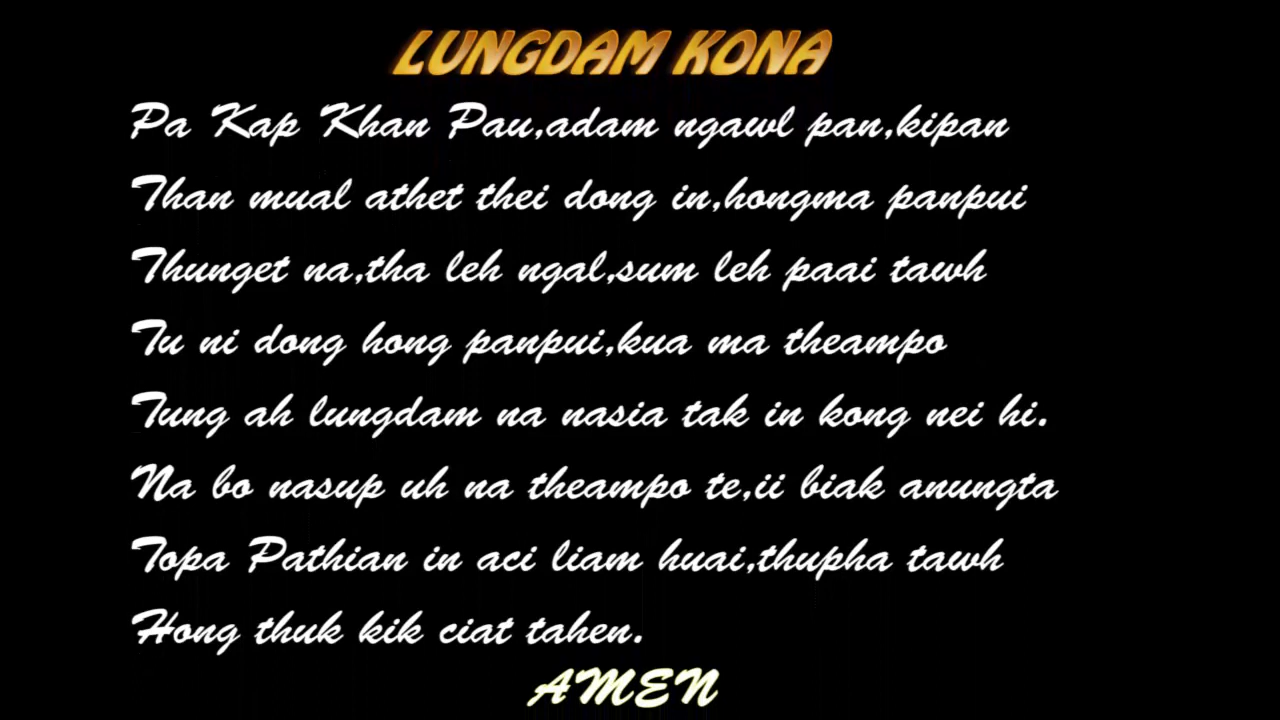 LUNGDAM KONA
Pa Kap Khan Pau,adam ngawl pan,kipan
Than mual athet thei dong in,hongma panpui
Thunget na,tha leh ngal,sum leh paai tawh
Tu ni dong hong panpui,kua ma theampo
Tung ah lungdam na nasia tak in kong nei hi.
Na bo nasup uh na theampo te,ii biak anungta
Topa Pathian in aci liam huai,thupha tawh
Hong thuk kik ciat tahen.
AMEN